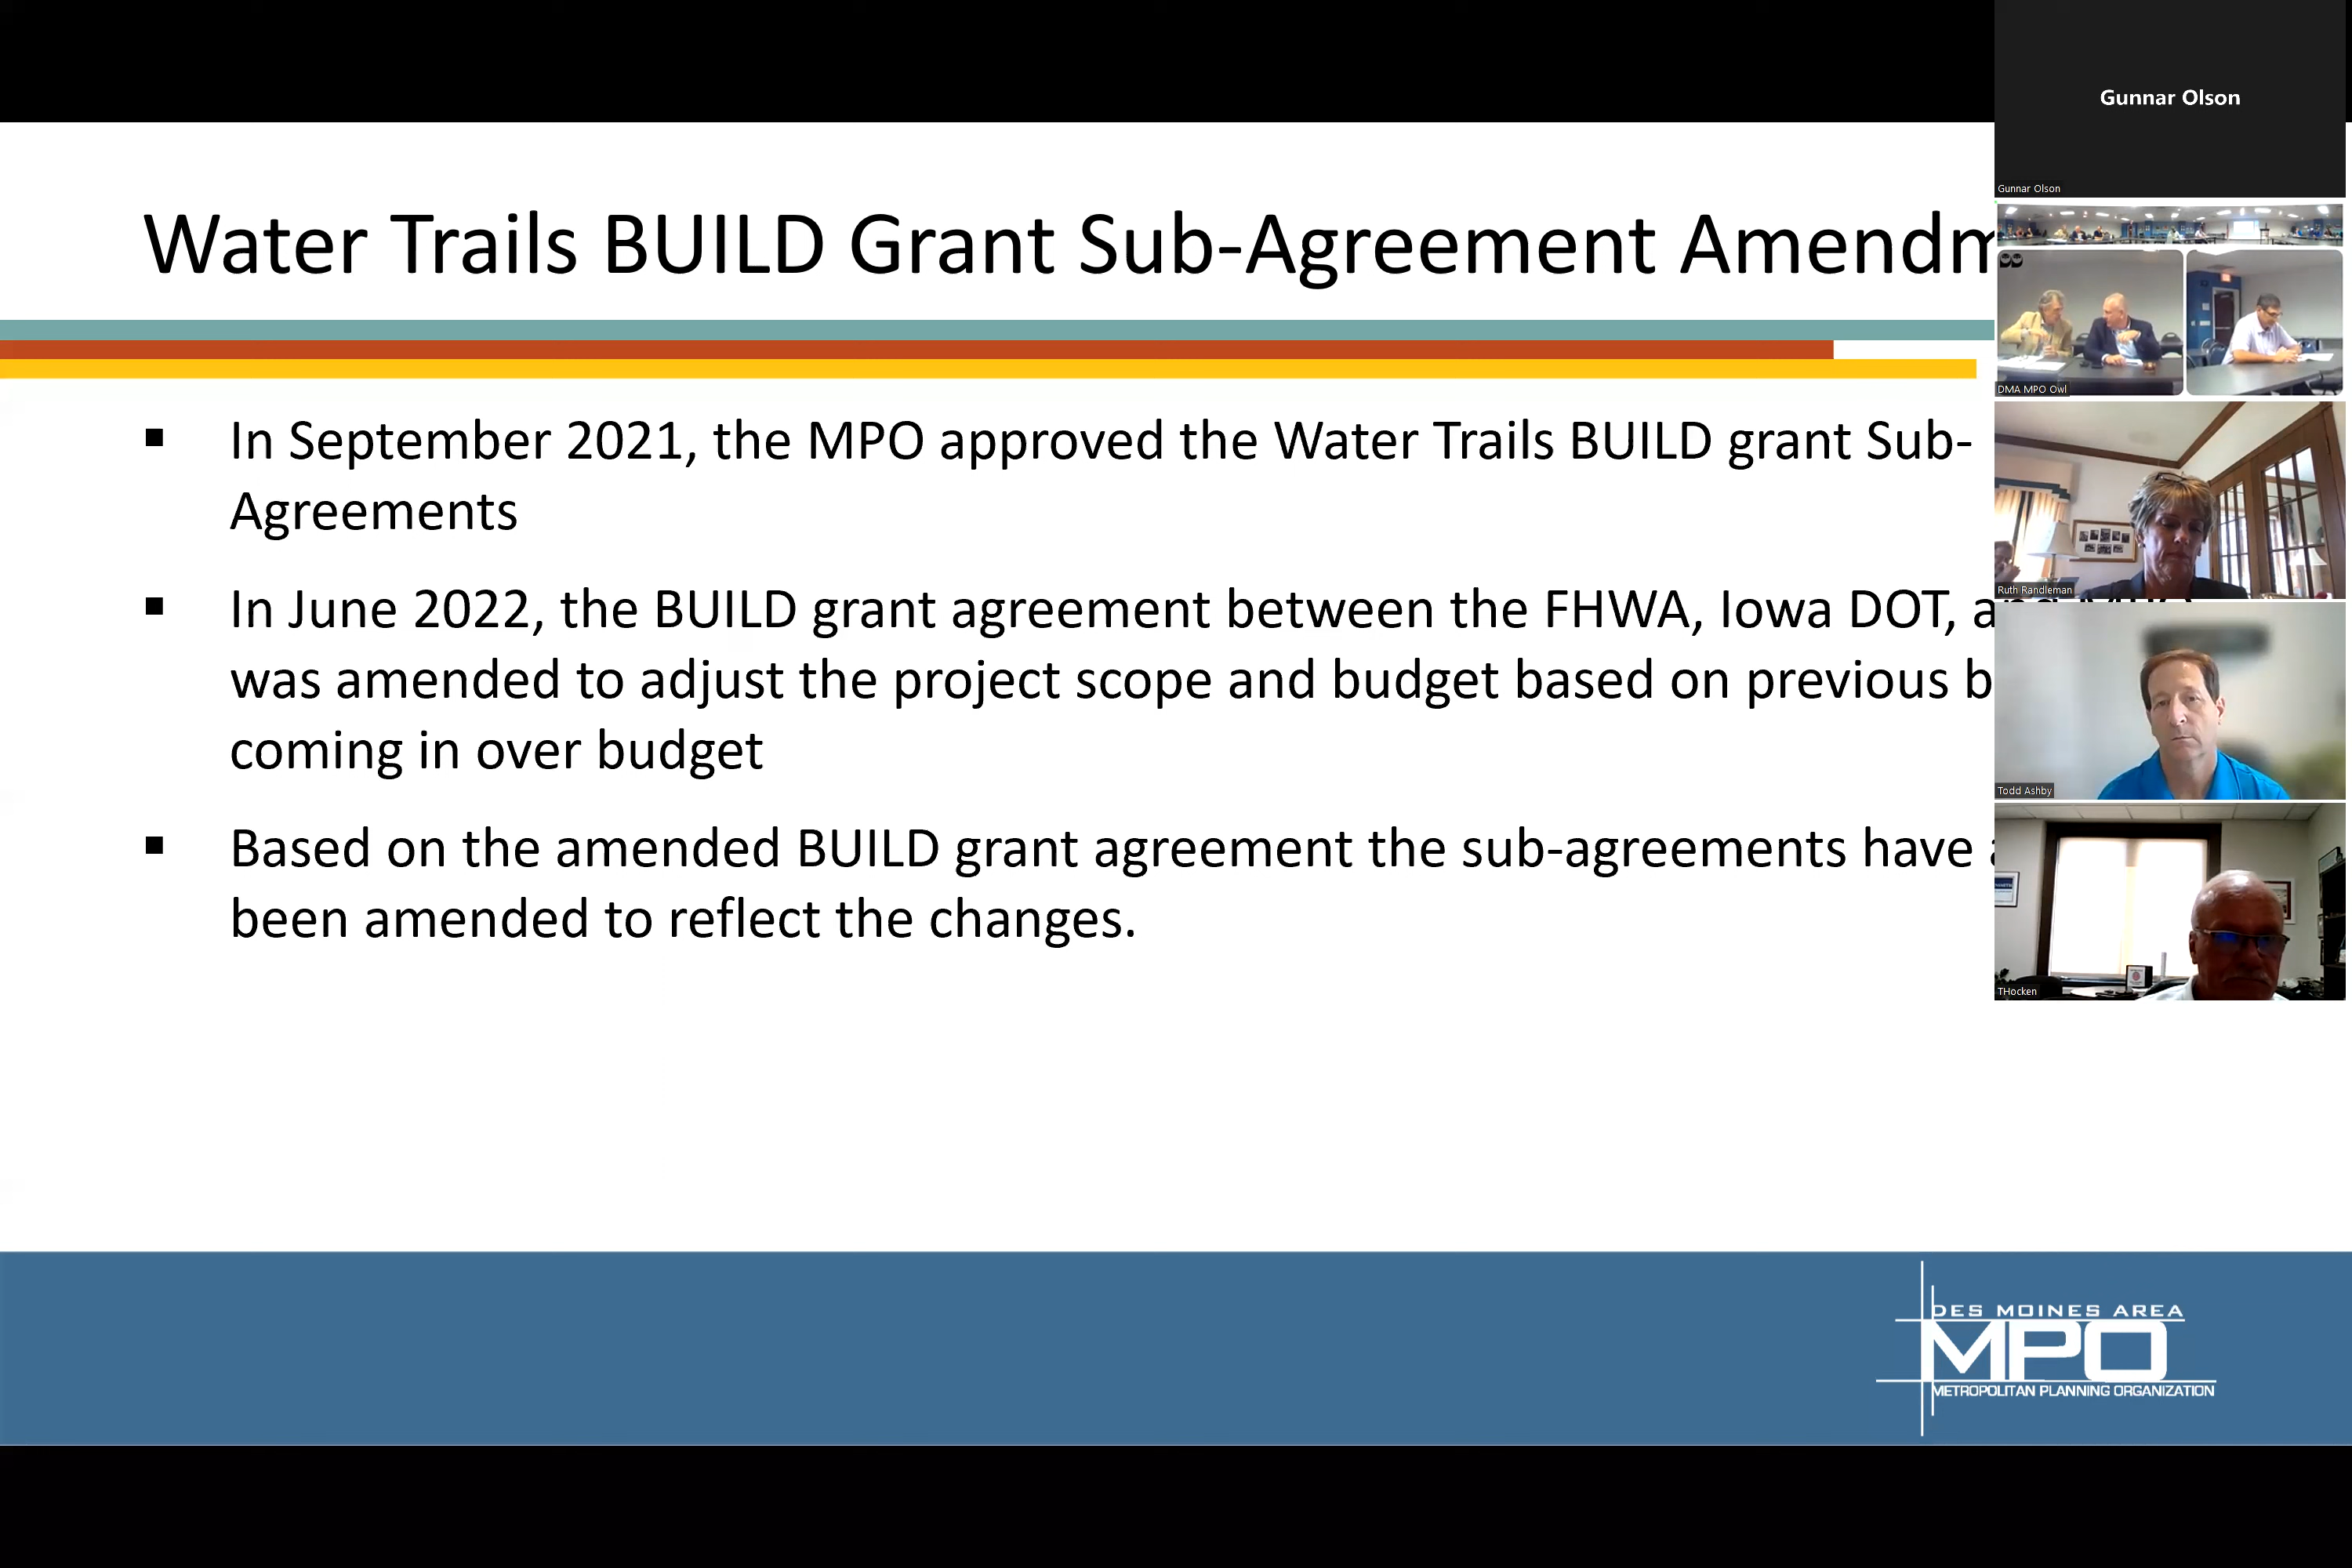 Gunnar Olson
Gunnar Olson
Water Trails BUILD Grant Sub-Agreement Amendm
DMA MPO Owl
▪ In September 2021, the MPO approved the Water Trails BUILD grant Sub-
Agreements
▪ In June 2022, the BUILD grant agreement between the FHWA, Iowa DOT,
was amended to adjust the project scope and budget based on previous b
coming in over budget
▪ Based on the amended BUILD grant agreement the sub-agreements have
been amended to reflect the changes.
Ruth Randleman
Todd Ashby
THocken
DES MOINES AREA
MPO
METROPOLITAN PLANNING ORGANIZATION